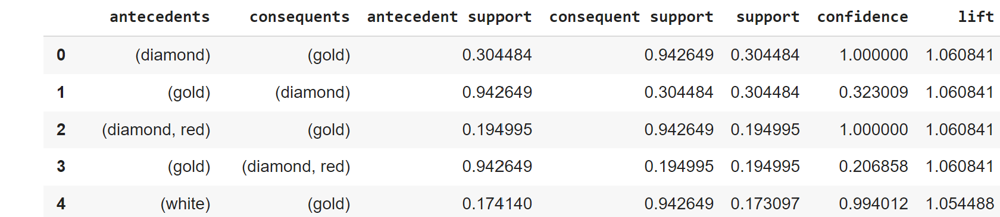 antecedents consequents antecedent support consequent support support confidence lift
0 (diamond) (gold) 0.304484 0.942649 0.304484 1.000000 1.060841
1 (gold) (diamond) 0.942649 0.304484 0.304484 0.323009 1.060841
2 (diamond, red) (gold) 0.194995 0.942649 0.194995 1.000000 1.060841
3 (gold) (diamond, red) 0.942649 0.194995 0.194995 0.206858 1.060841
4 (white) (gold) 0.174140 0.942649 0.173097 0.994012 1.054488